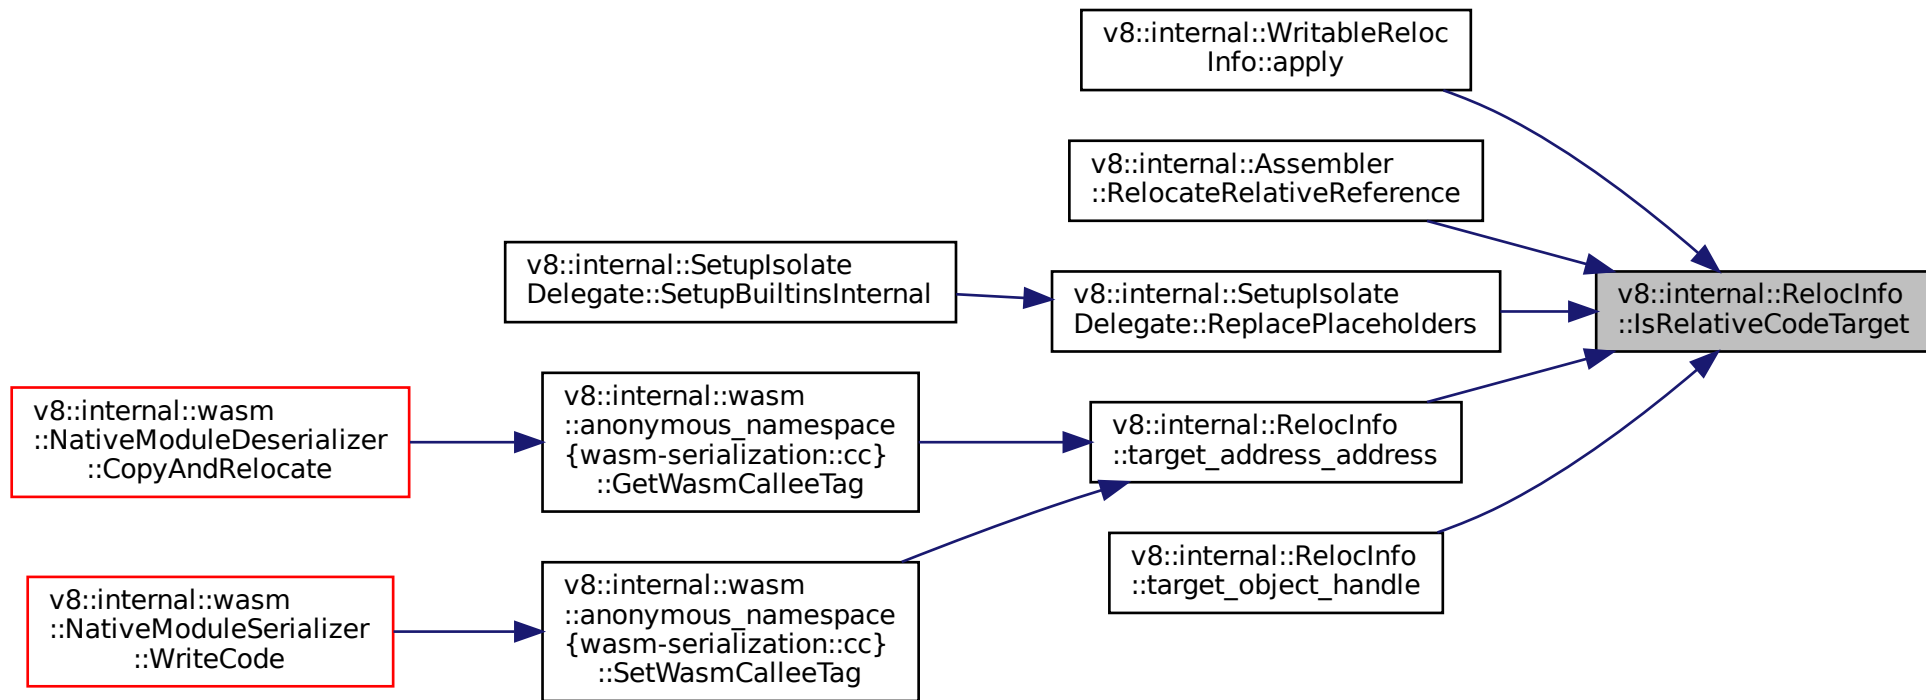 v8::internal::WritableReloc
Info::apply
v8::internal::Assembler
::RelocateRelativeReference
v8::internal::SetupIsolate
Delegate::SetupBuiltinsInternal
v8::internal::SetupIsolate
Delegate::ReplacePlaceholders
v8::internal::RelocInfo
::IsRelativeCodeTarget
v8::internal::wasm
::NativeModuleDeserializer
::CopyAndRelocate
v8::internal::wasm
::anonymous_namespace
{wasm-serialization::cc}
::GetWasmCalleeTag
v8::internal::RelocInfo
::target_address_address
v8::internal::RelocInfo
::target_object_handle
v8::internal::wasm
::NativeModuleSerializer
::WriteCode
v8::internal::wasm
::anonymous_namespace
{wasm-serialization::cc}
::SetWasmCalleeTag